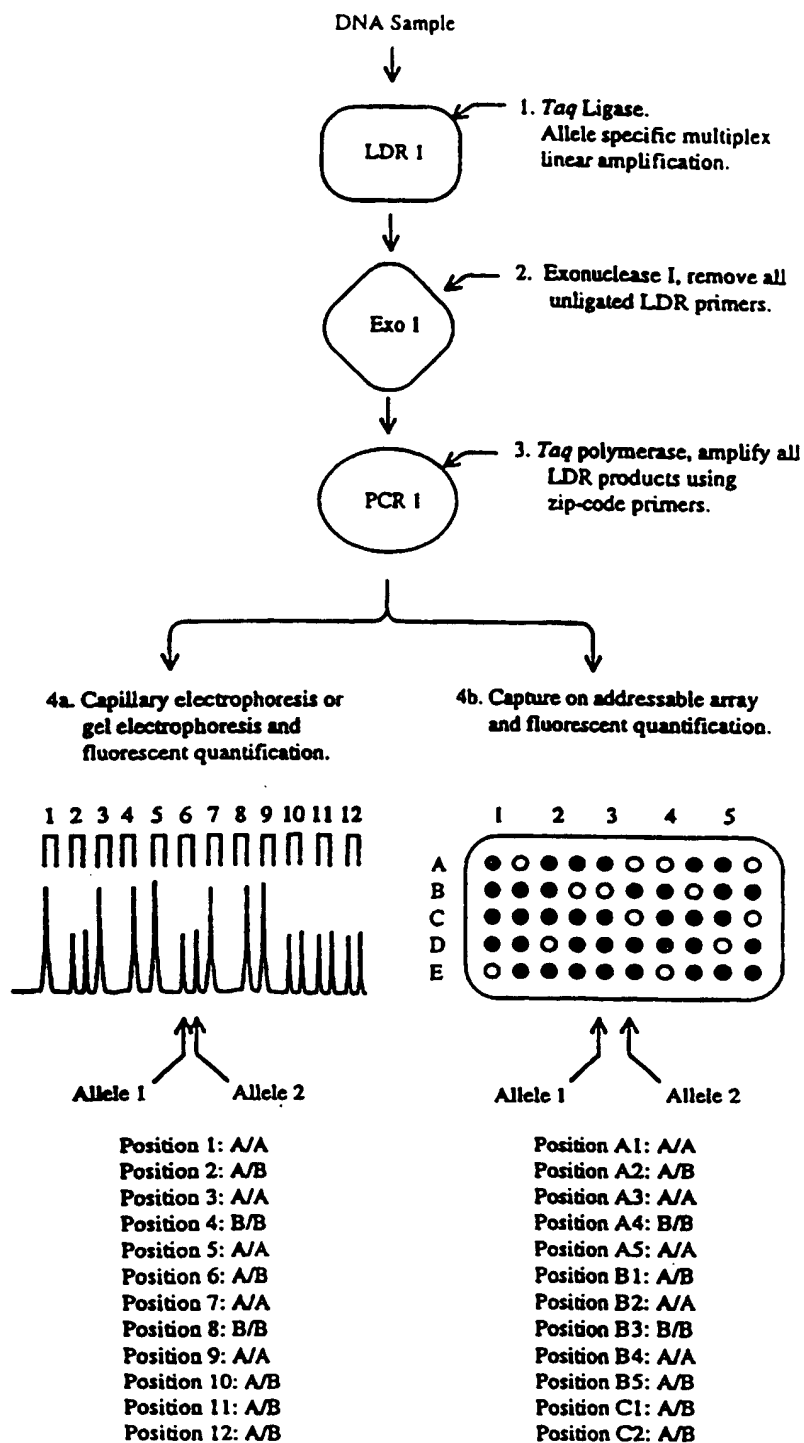 DNA Sample
LDR 1
1. Taq Ligase.
Allele specific multiplex
linear amplification.
Exo 1
2. Exonuclease I, remove all
unligated LDR primers.
PCR 1
3. Taq polymerase, amplify all
LDR products using
zip-code primers.
4a. Capillary electrophoresis or
gel electrophoresis and
fluorescent quantification.
1 2 3 4 5 6 7 8 9 10 11 12
Allele 1 Allele 2
Position 1: A/A
Position 2: A/B
Position 3: A/A
Position 4: B/B
Position 5: A/A
Position 6: A/B
Position 7: A/A
Position 8: B/B
Position 9: A/A
Position 10: A/B
Position 11: A/B
Position 12: A/B
4b. Capture on addressable array
and fluorescent quantification.
1 2 3 4 5
A
B
C
D
E
Allele 1 Allele 2
Position A1: A/A
Position A2: A/B
Position A3: A/A
Position A4: B/B
Position A5: A/A
Position B1: A/B
Position B2: A/A
Position B3: B/B
Position B4: A/A
Position B5: A/B
Position C1: A/B
Position C2: A/B